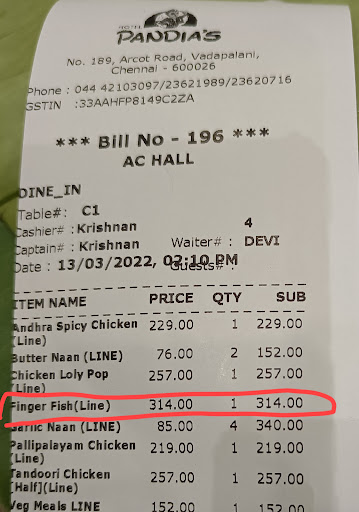 PANDIA'S
No. 189, Arcot Road, Vadapalani,
Chennai - 600026
Phone : 044 42103097/23621989/23620716
GSTIN :33AAHFP8149C2ZA
*** Bill No - 196 ***
AC HALL
DINE_IN
Table#: C1
4
Cashier#: Krishnan
Captain#: Krishnan Waiter# : DEVI
Date : 13/03/2022, 02:10 PM Guests# :
ITEM NAME PRICE QTY SUB
Andhra Spicy Chicken 229.00 1 229.00
(Line)
Butter Naan (LINE) 76.00 2 152.00
Chicken Loly Pop 257.00 1 257.00
(Line)
Finger Fish(Line) 314.00 1 314.00
Garlic Naan (LINE) 85.00 4 340.00
Pallipalayam Chicken 219.00 1 219.00
(Line)
Tandoori Chicken 257.00 1 257.00
[Half](Line)
Veg Meals LINE 152.00 1 152.00